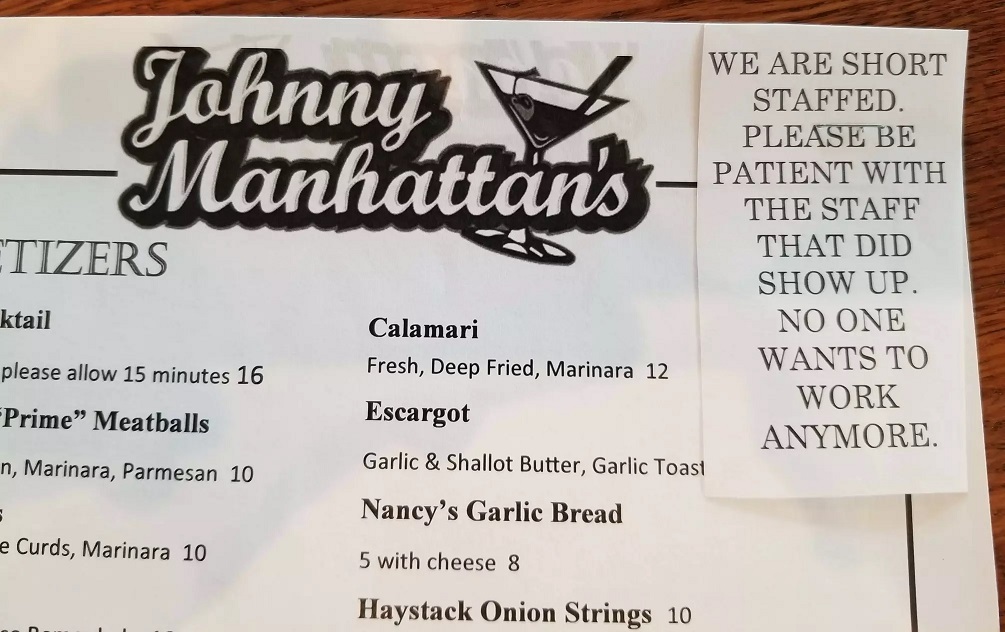 Johnny
Manhattan's
ETIZERS
ktail
please allow 15 minutes 16
“Prime” Meatballs
n, Marinara, Parmesan 10
s
e Curds, Marinara 10
Calamari
Fresh, Deep Fried, Marinara 12
Escargot
Garlic & Shallot Butter, Garlic Toast
Nancy’s Garlic Bread
5 with cheese 8
Haystack Onion Strings 10
WE ARE SHORT
STAFFED.
PLEASE BE
PATIENT WITH
THE STAFF
THAT DID
SHOW UP.
NO ONE
WANTS TO
WORK
ANYMORE.